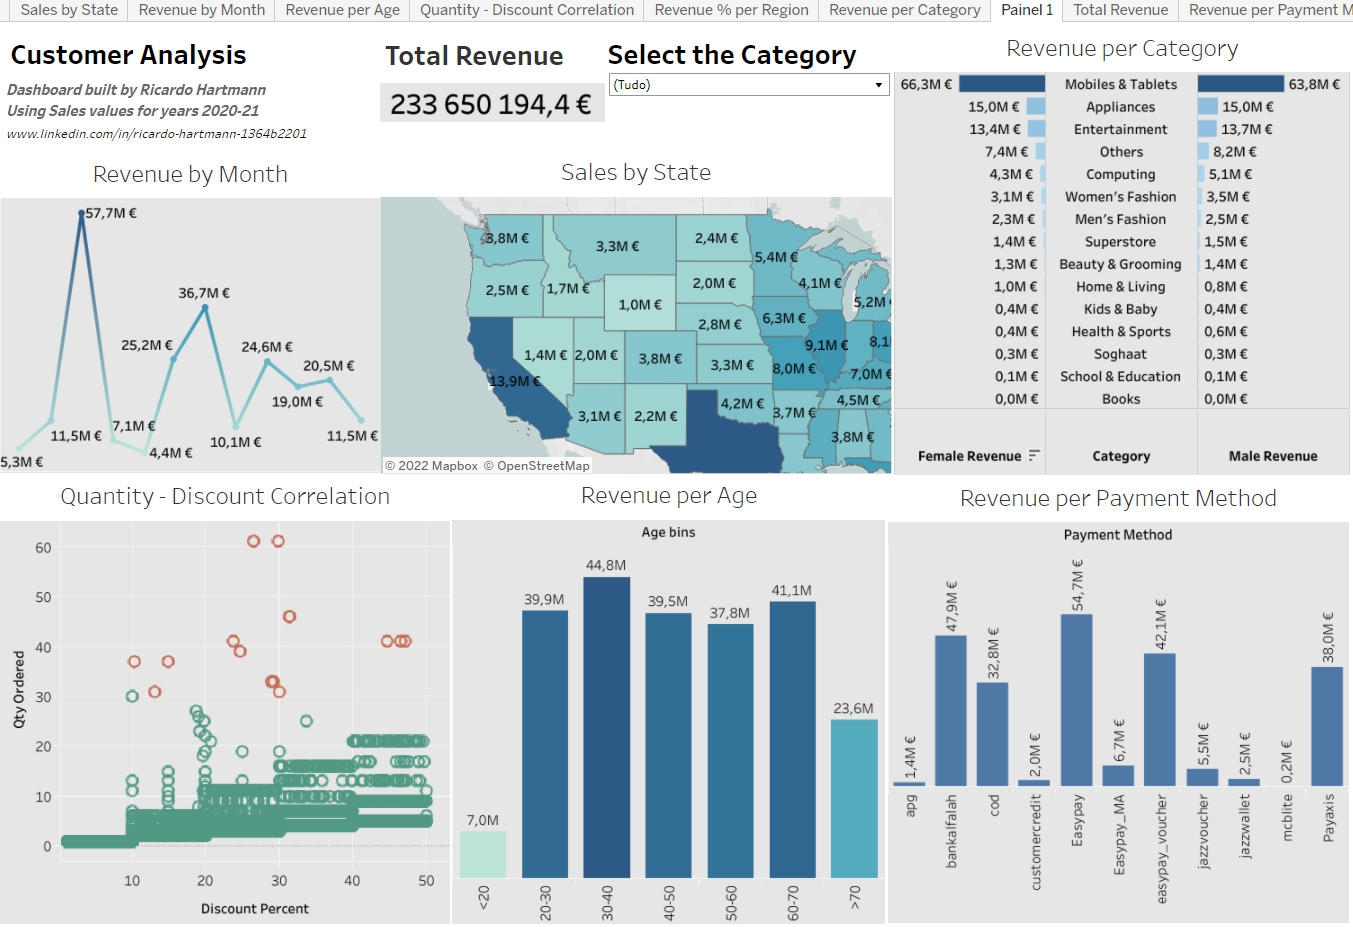 Sales by State
Revenue by Month
Revenue per Age
Quantity - Discount Correlation
Revenue % per Region
Revenue per Category
Painel 1
Total Revenue
Revenue per Payment M
Customer Analysis
Dashboard built by Ricardo Hartmann
Using Sales values for years 2020-21
www.linkedin.com/in/ricardo-hartmann-1364b2201
Total Revenue
233 650 194,4 €
Select the Category
(Tudo)
Revenue per Category
66,3M € Mobiles & Tablets 63,8M €
15,0M € Appliances 15,0M €
13,4M € Entertainment 13,7M €
7,4M € Others 8,2M €
4,3M € Computing 5,1M €
3,1M € Women's Fashion 3,5M €
2,3M € Men's Fashion 2,5M €
1,4M € Superstore 1,5M €
1,3M € Beauty & Grooming 1,4M €
1,0M € Home & Living 0,8M €
0,4M € Kids & Baby 0,4M €
0,4M € Health & Sports 0,6M €
0,3M € Soghaat 0,3M €
0,1M € School & Education 0,1M €
0,0M € Books 0,0M €
Female Revenue Category Male Revenue
Revenue by Month
57,7M €
36,7M €
25,2M €
24,6M €
20,5M €
19,0M €
11,5M €
7,1M €
4,4M €
10,1M €
11,5M €
5,3M €
Sales by State
3,8M €
3,3M €
2,4M €
5,4M €
4,1M €
5,2M
2,5M €
1,7M €
1,0M €
2,0M €
2,8M €
6,3M €
9,1M €
8,1
13,9M €
1,4M €
2,0M €
3,8M €
3,3M €
8,0M €
7,0M €
3,1M €
2,2M €
4,2M €
3,7M €
4,5M €
3,8M €
© 2022 Mapbox © OpenStreetMap
Quantity - Discount Correlation
Qty Ordered
60
50
40
30
20
10
0
10 20 30 40 50
Discount Percent
Revenue per Age
Age bins
7,0M
39,9M
44,8M
39,5M
37,8M
41,1M
23,6M
<20
20-30
30-40
40-50
50-60
60-70
>70
Revenue per Payment Method
Payment Method
1,4M €
47,9M €
32,8M €
2,0M €
54,7M €
6,7M €
42,1M €
5,5M €
2,5M €
0,2M €
38,0M €
apg
bankalfalah
cod
customercredit
Easypay
Easypay_MA
easypay_voucher
jazzvoucher
jazzwallet
mcblite
Payaxis